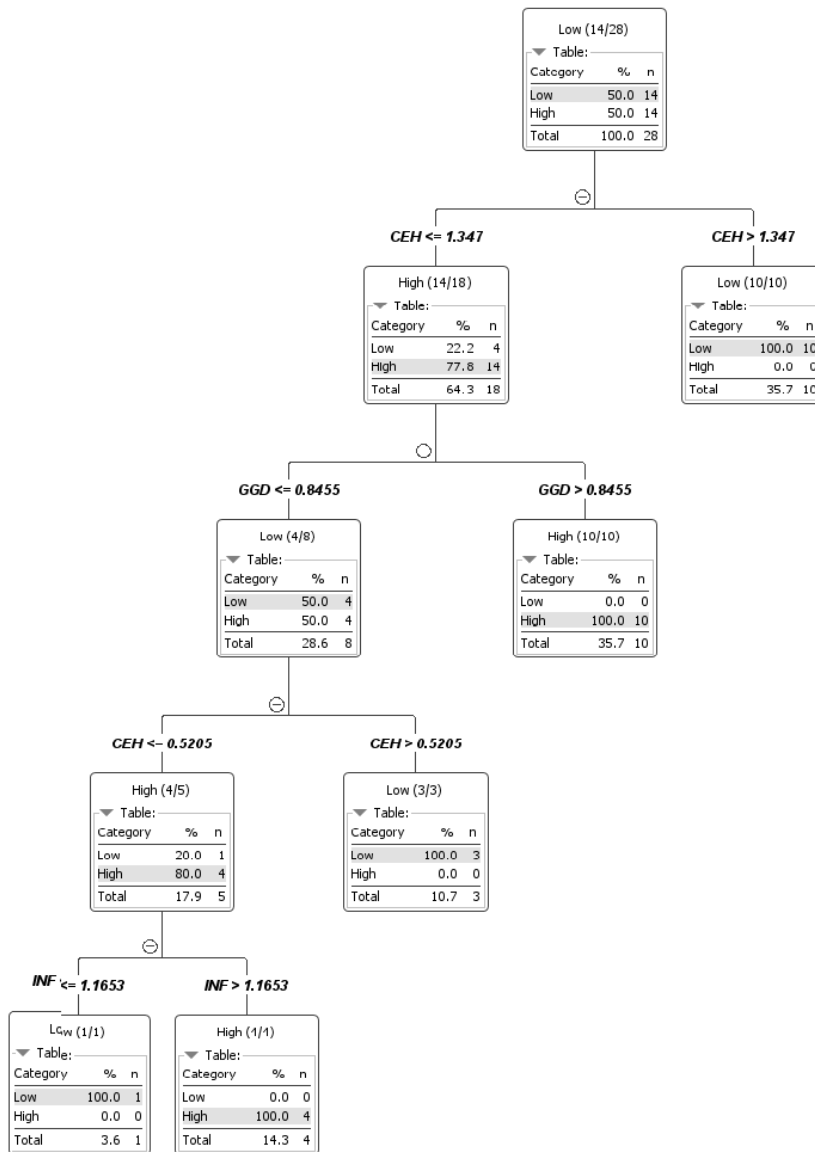 Low (14/28)
Table:
Category % n
Low 50.0 14
High 50.0 14
Total 100.0 28
CEH <= 1.347
CEH > 1.347
High (14/18)
Table:
Category % n
Low 22.2 4
High 77.8 14
Total 64.3 18
Low (10/10)
Table:
Category % n
Low 100.0 10
High 0.0 0
Total 35.7 10
GGD <= 0.8455
GGD > 0.8455
Low (4/8)
Table:
Category % n
Low 50.0 4
High 50.0 4
Total 28.6 8
High (10/10)
Table:
Category % n
Low 0.0 0
High 100.0 10
Total 35.7 10
CEH <= 0.5205
CEH > 0.5205
High (4/5)
Table:
Category % n
Low 20.0 1
High 80.0 4
Total 17.9 5
Low (3/3)
Table:
Category % n
Low 100.0 3
High 0.0 0
Total 10.7 3
INF <= 1.1653
INF > 1.1653
Low (1/1)
Table:
Category % n
Low 100.0 1
High 0.0 0
Total 3.6 1
High (4/4)
Table:
Category % n
Low 0.0 0
High 100.0 4
Total 14.3 4